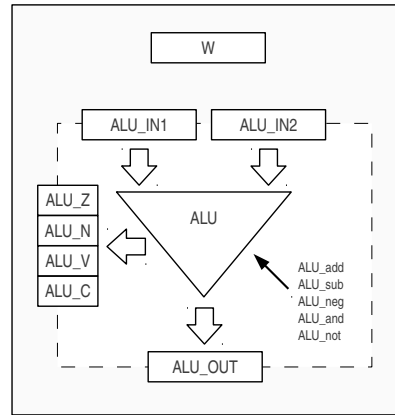 W
ALU_IN1
ALU_IN2
ALU_Z
ALU_N
ALU_V
ALU_C
ALU
ALU_add
ALU_sub
ALU_neg
ALU_and
ALU_not
ALU_OUT